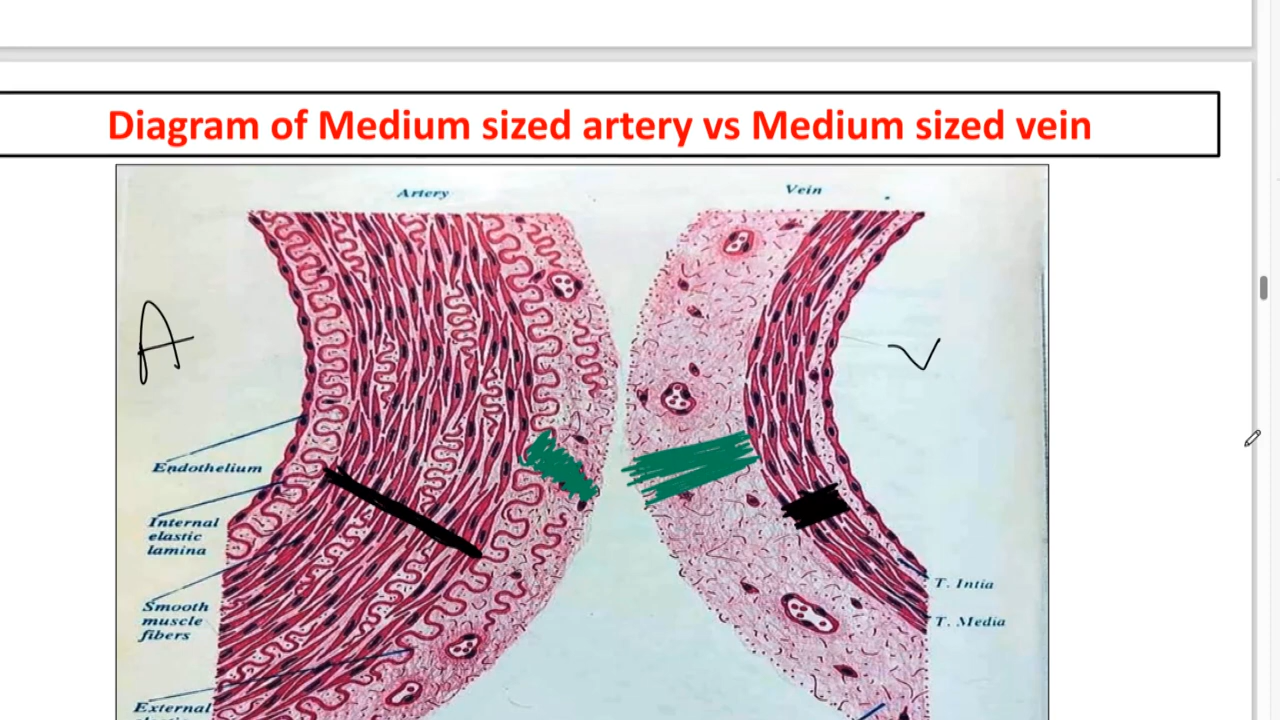 Diagram of Medium sized artery vs Medium sized vein
Artery
Vein
A
V
Endothelium
Internal
elastic
lamina
Smooth
muscle
fibers
External
T. Intia
T. Media